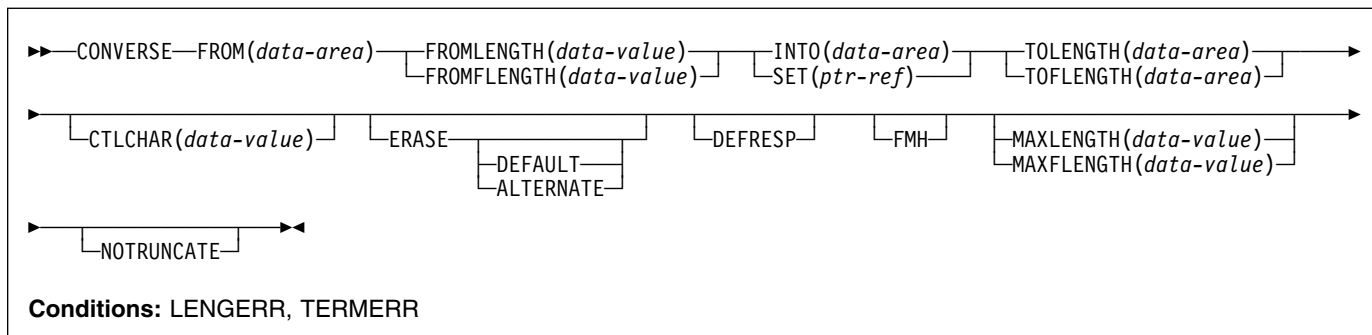 CONVERSE FROM(data-area) FROMLENGTH(data-value) INTO(data-area) TOLENGTH(data-area)
FROMFLENGTH(data-value) SET(ptr-ref) TOFLENGTH(data-area)
CTLCHAR(data-value) ERASE DEFRESP FMH MAXLENGTH(data-value)
DEFAULT MAXFLENGTH(data-value)
ALTERNATE
NOTRUNCATE
Conditions: LENGERR, TERMERR